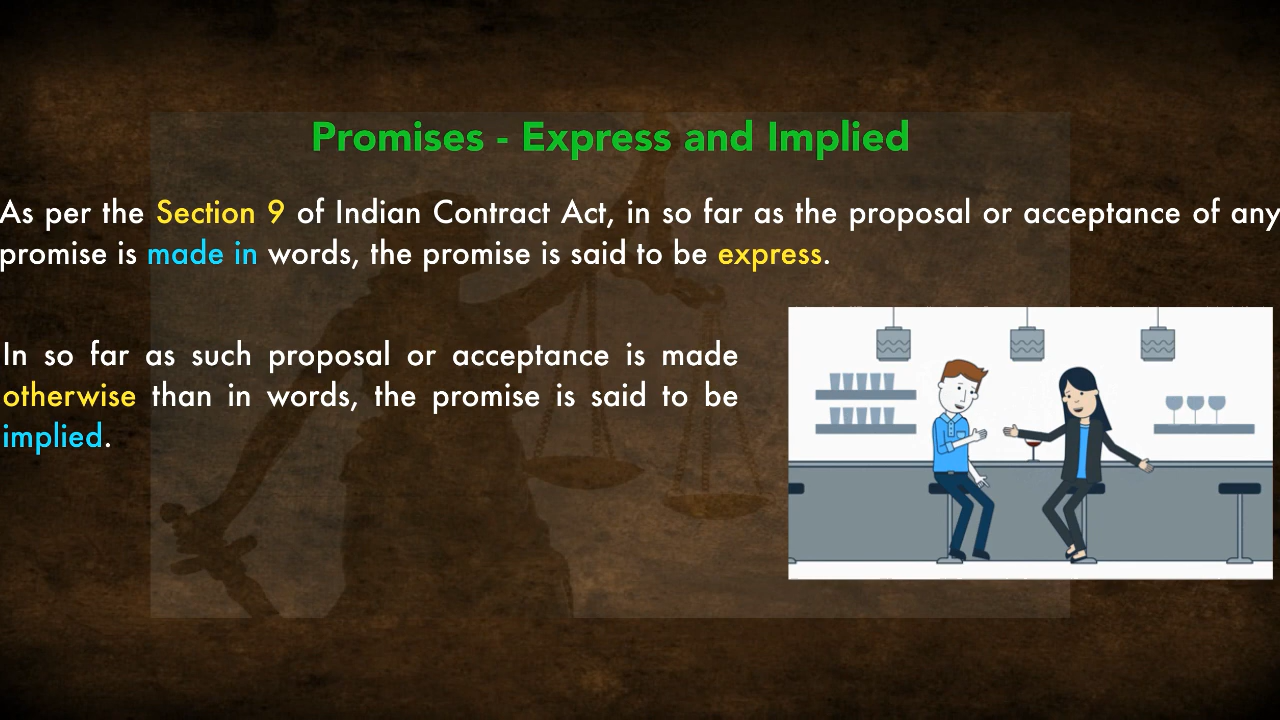 Promises - Express and Implied
As per the Section 9 of Indian Contract Act, in so far as the proposal or acceptance of any
promise is made in words, the promise is said to be express.
In so far as such proposal or acceptance is made
otherwise than in words, the promise is said to be
implied.